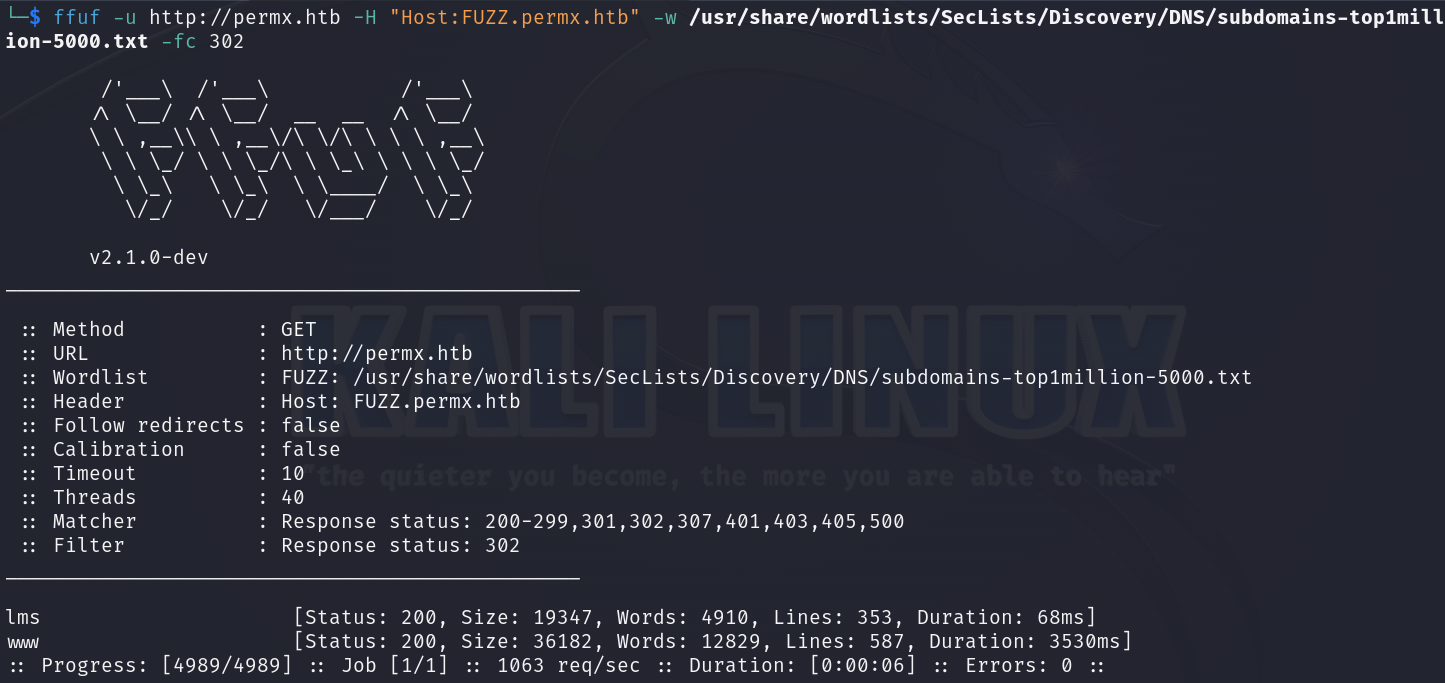 └─$ ffuf -u http://permx.htb -H "Host:FUZZ.permx.htb" -w /usr/share/wordlists/SecLists/Discovery/DNS/subdomains-top1mill
ion-5000.txt -fc 302
        /'___\  /'___\           /'___\
       /\ \__/ /\ \__/  __  __  /\ \__/
       \ \ ,__\\ \ ,__\/\ \/\ \ \ \ ,__\
        \ \ \_/ \ \ \_/\ \ \_\ \ \ \ \_/
         \ \_\   \ \_\  \ \____/  \ \_\
          \/_/    \/_/   \/___/    \/_/
       v2.1.0-dev
________________________________________________
 :: Method           : GET
 :: URL              : http://permx.htb
 :: Wordlist         : FUZZ: /usr/share/wordlists/SecLists/Discovery/DNS/subdomains-top1million-5000.txt
 :: Header           : Host: FUZZ.permx.htb
 :: Follow redirects : false
 :: Calibration      : false
 :: Timeout          : 10
 :: Threads          : 40
 :: Matcher          : Response status: 200-299,301,302,307,401,403,405,500
 :: Filter           : Response status: 302
________________________________________________
lms                     [Status: 200, Size: 19347, Words: 4910, Lines: 353, Duration: 68ms]
www                     [Status: 200, Size: 36182, Words: 12829, Lines: 587, Duration: 3530ms]
:: Progress: [4989/4989] :: Job [1/1] :: 1063 req/sec :: Duration: [0:00:06] :: Errors: 0 ::
KALI LINUX
"the quieter you become, the more you are able to hear"